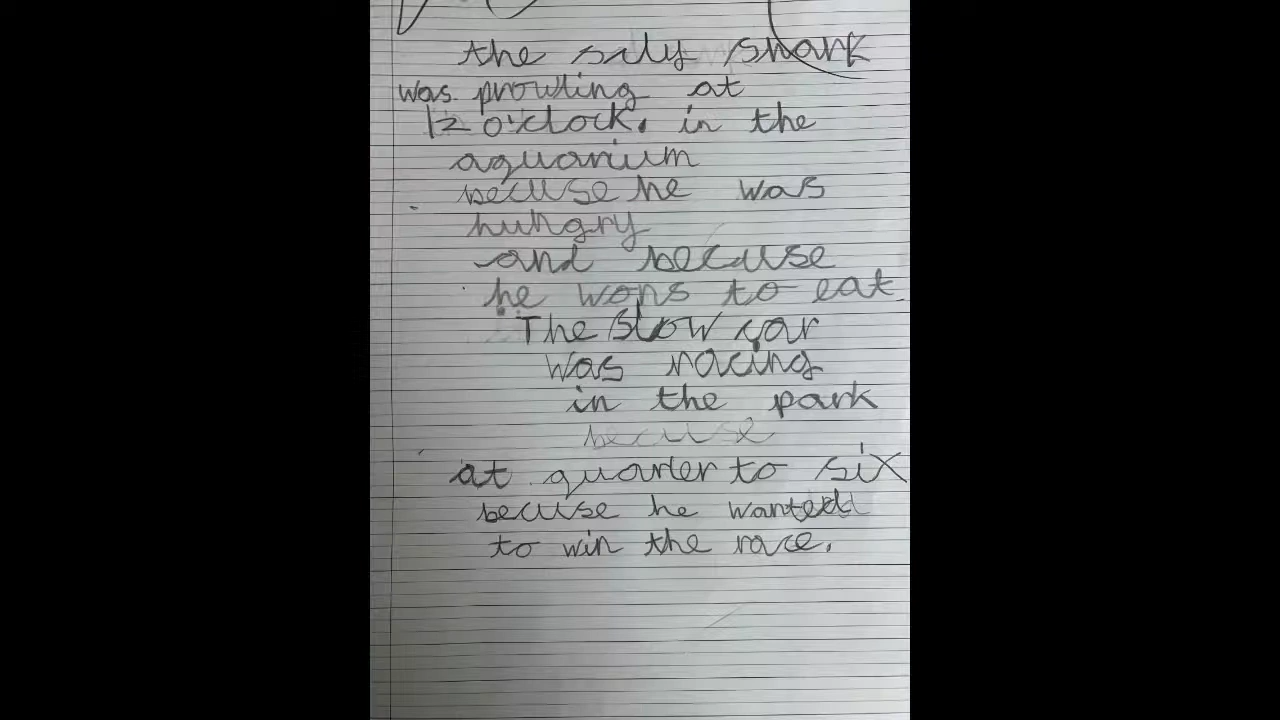 the saly shark
was prowling at
12 o'clock. in the
aquarium
becuse he was
hungry
and because
he wons to eat
The slow car
was racing
in the park
becuse
at quarter to six
becuse he wanted
to win the race.